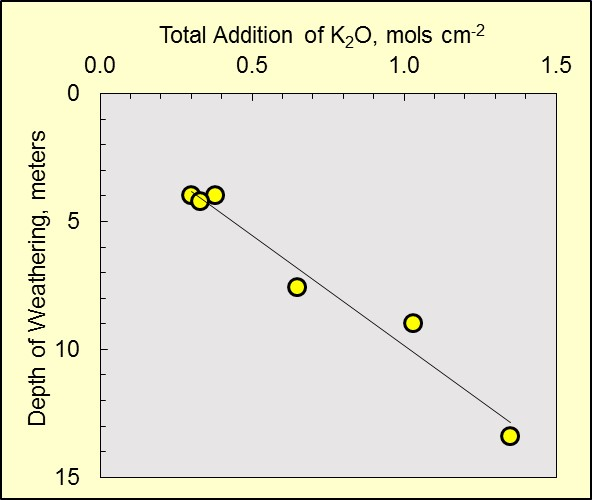 Total Addition of K₂O, mols cm⁻²
0.0 0.5 1.0 1.5
0
5
10
15
Depth of Weathering, meters